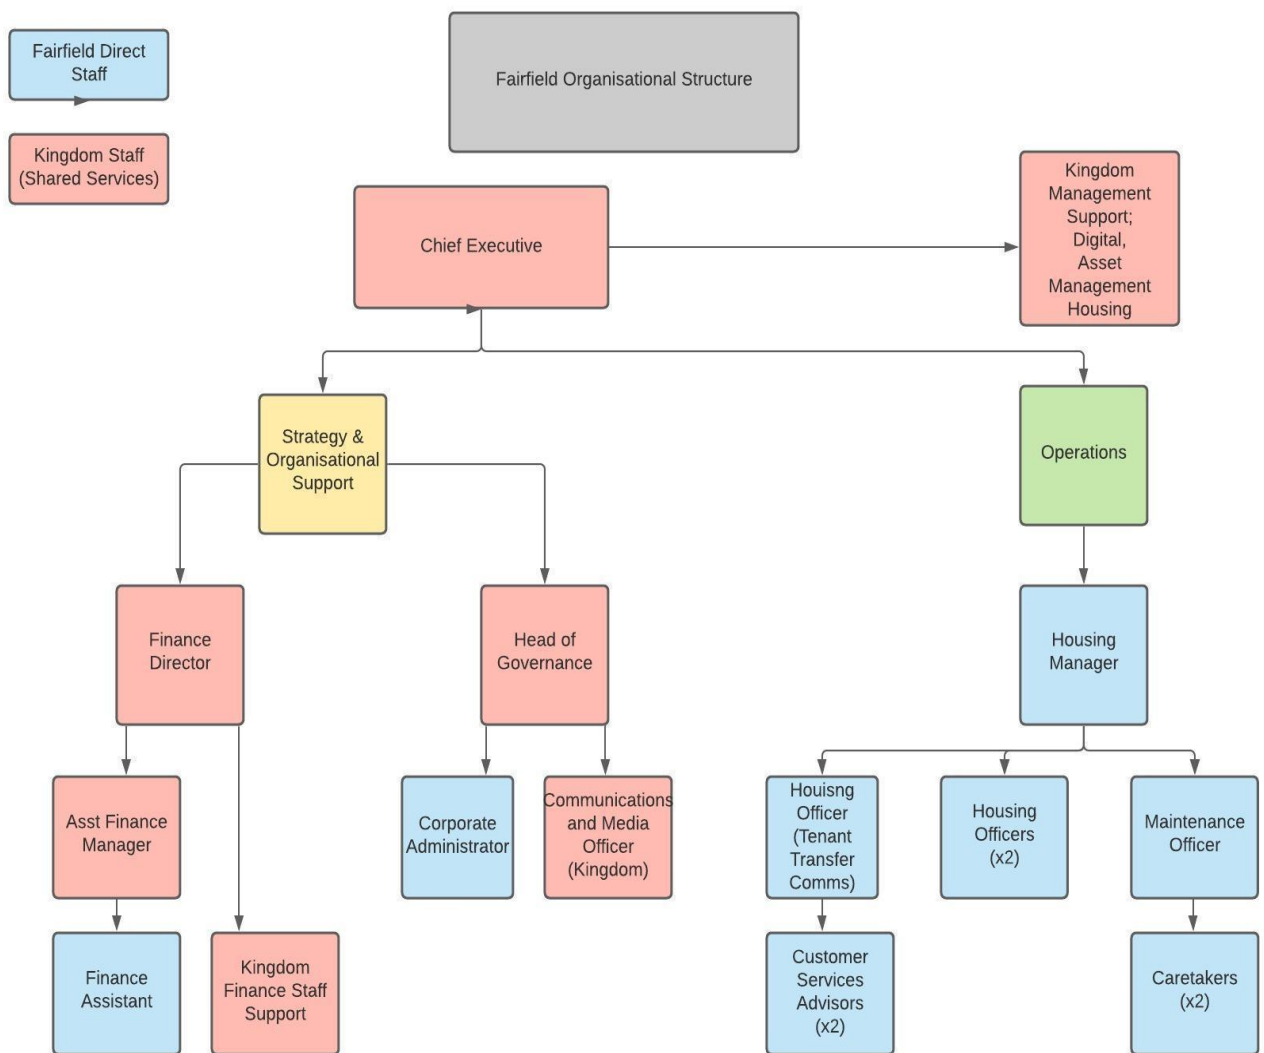 Fairfield Direct
Staff
Fairfield Organisational Structure
Kingdom Staff
(Shared Services)
Kingdom
Management
Support;
Digital,
Asset
Management
Housing
Chief Executive
Strategy &
Organisational
Support
Operations
Finance
Director
Head of
Governance
Housing
Manager
Asst Finance
Manager
Corporate
Administrator
Communications
and Media
Officer
(Kingdom)
Houisng
Officer
(Tenant
Transfer
Comms)
Housing
Officers
(x2)
Maintenance
Officer
Finance
Assistant
Kingdom
Finance Staff
Support
Customer
Services
Advisors
(x2)
Caretakers
(x2)